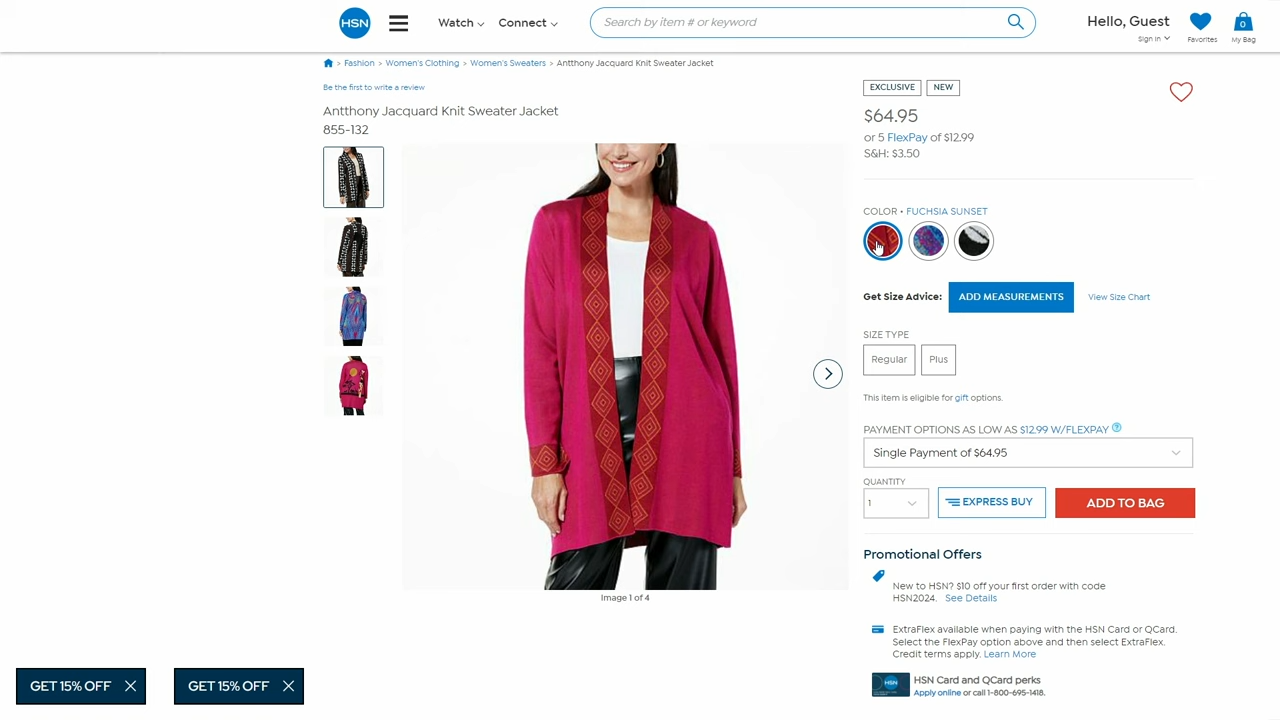 HSN
Watch
Connect
Search by item # or keyword
Hello, Guest
Sign in
Favorites
0
My Bag
> Fashion > Women's Clothing > Women's Sweaters > Antthony Jacquard Knit Sweater Jacket
Be the first to write a review
Antthony Jacquard Knit Sweater Jacket
855-132
Image 1 of 4
EXCLUSIVE
NEW
$64.95
or 5 FlexPay of $12.99
S&H: $3.50
COLOR • FUCHSIA SUNSET
Get Size Advice:
ADD MEASUREMENTS
View Size Chart
SIZE TYPE
Regular
Plus
This item is eligible for gift options.
PAYMENT OPTIONS AS LOW AS $12.99 W/FLEXPAY ?
Single Payment of $64.95
QUANTITY
1
EXPRESS BUY
ADD TO BAG
Promotional Offers
New to HSN? $10 off your first order with code
HSN2024. See Details
ExtraFlex available when paying with the HSN Card or QCard.
Select the FlexPay option above and then select ExtraFlex.
Credit terms apply. Learn More
HSN
HSN Card and QCard perks
Apply online or call 1-800-695-1418.
GET 15% OFF
GET 15% OFF